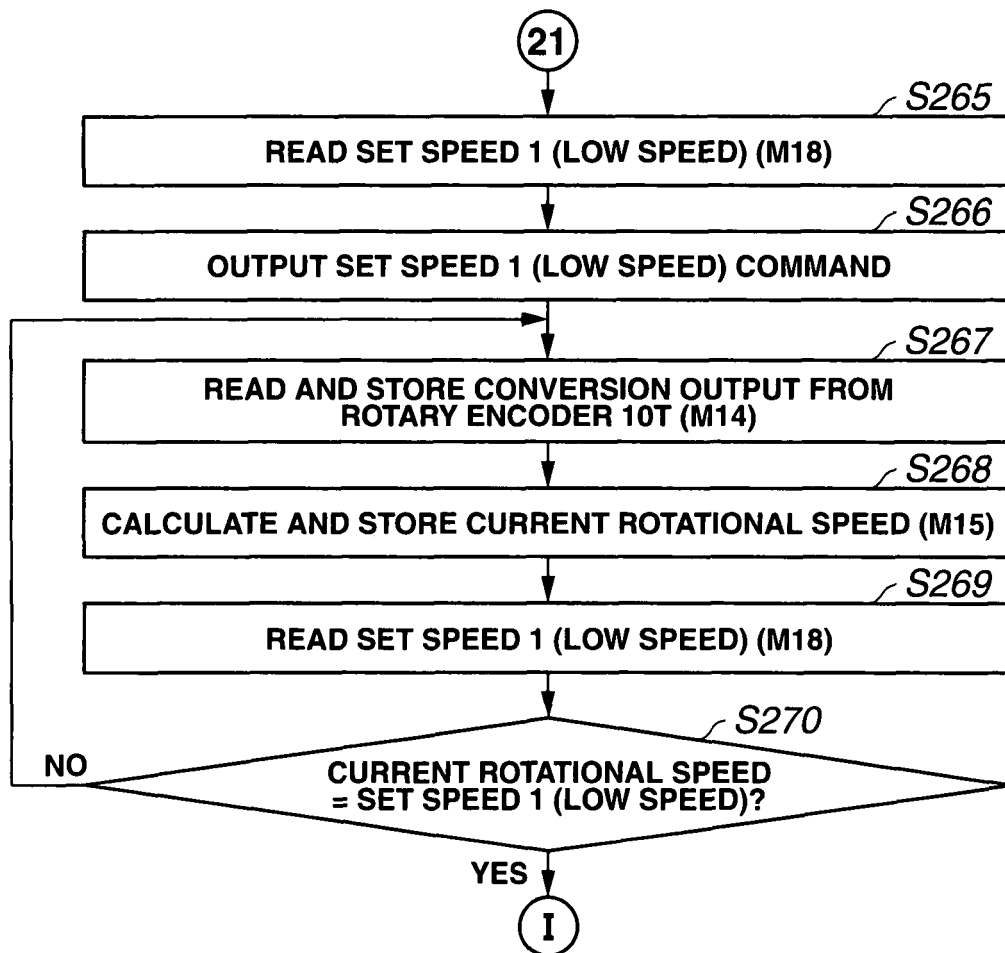 21
S265
READ SET SPEED 1 (LOW SPEED) (M18)
S266
OUTPUT SET SPEED 1 (LOW SPEED) COMMAND
S267
READ AND STORE CONVERSION OUTPUT FROM
ROTARY ENCODER 10T (M14)
S268
CALCULATE AND STORE CURRENT ROTATIONAL SPEED (M15)
S269
READ SET SPEED 1 (LOW SPEED) (M18)
S270
NO
CURRENT ROTATIONAL SPEED
= SET SPEED 1 (LOW SPEED)?
YES
I